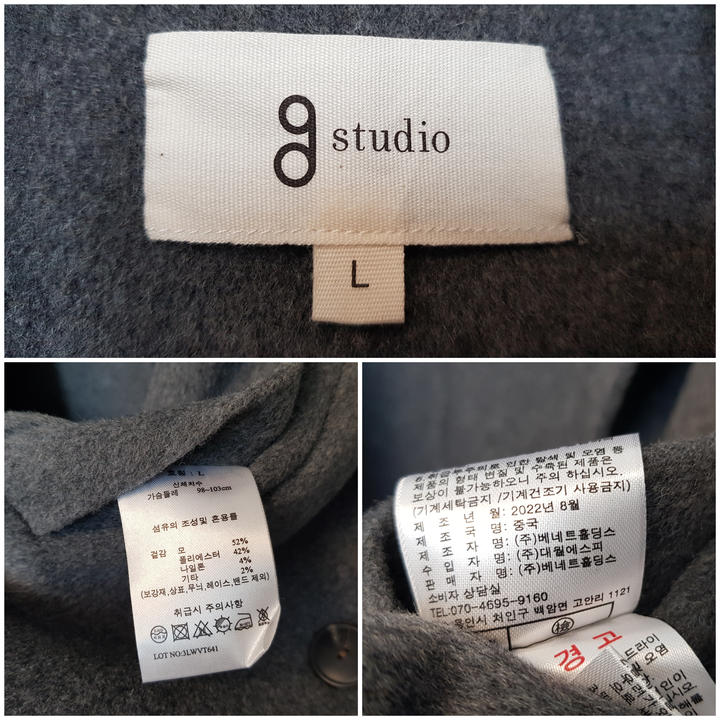 g studio
L
호칭 : L
신체치수
가슴둘레 98~103cm
섬유의 조성및 혼용률
겉감 모 52%
폴리에스터 42%
나일론 4%
기타 2%
(보강재,상표,무늬,레이스,밴드 제외)
취급시 주의사항
LOT NO:3LWVT641
제품의 형태 변질 및 수축된 제품은
보상이 불가능하오니 주의 하십시오.
(기계세탁금지 /기계건조기 사용금지)
제 조 년 월: 2022년 8월
제 조 국 명: 중국
제 조 자 명: (주)베네트홀딩스
수 입 자 명: (주)대월에스피
판 매 자 명: (주)베네트홀딩스
소비자 상담실
TEL:070-4695-9160
용인시 처인구 백암면 고안리 1121
경 고
드라이
오염